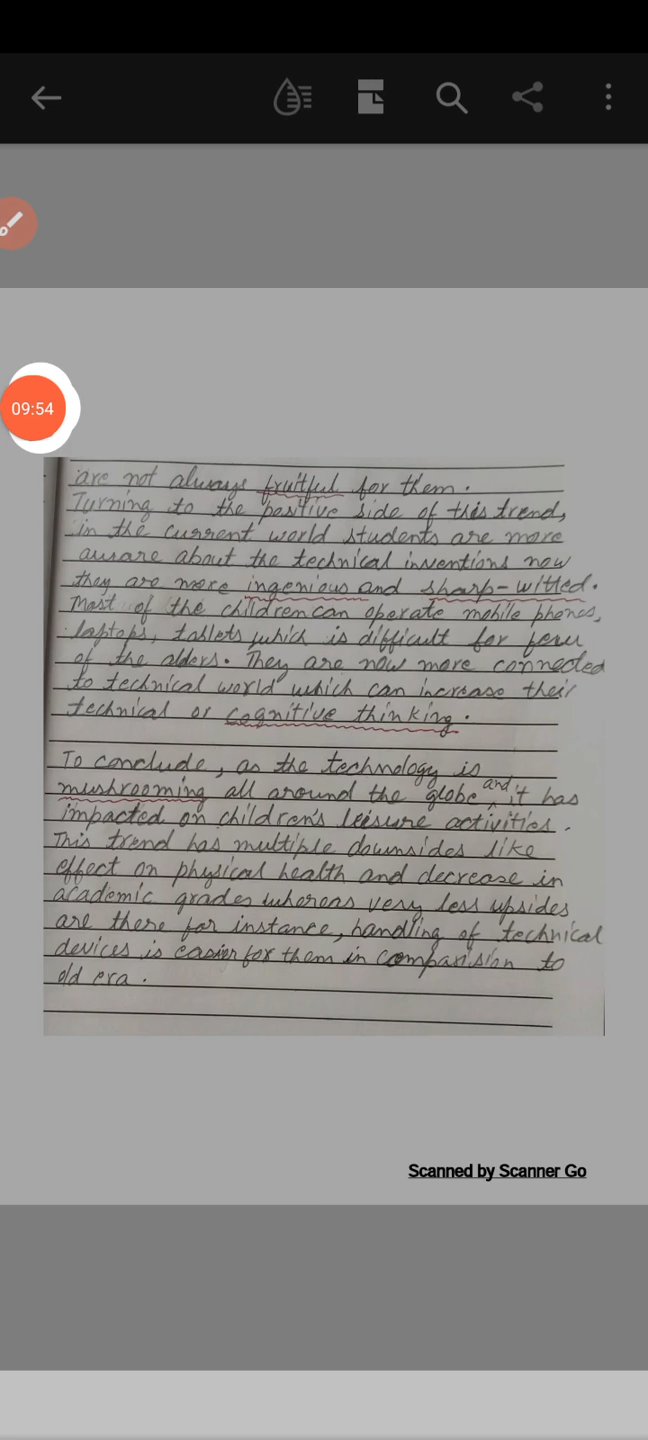 09:54
are not always fruitful for them.
Turning to the positive side of this trend,
in the current world students are more
aware about the technical inventions now
they are more ingenious and sharp-witted.
Most of the children can operate mobile phones,
laptops, tablets which is difficult for few
of the alders. They are now more connected
to technical world which can increase their
technical or cognitive thinking.
To conclude, as the technology is
mushrooming all around the globe and it has
impacted on children's leisure activities.
This trend has multiple downsides like
effect on physical health and decrease in
academic grades whereas very less upsides
are there for instance, handling of technical
devices is easier for them in comparision to
old era.
Scanned by Scanner Go